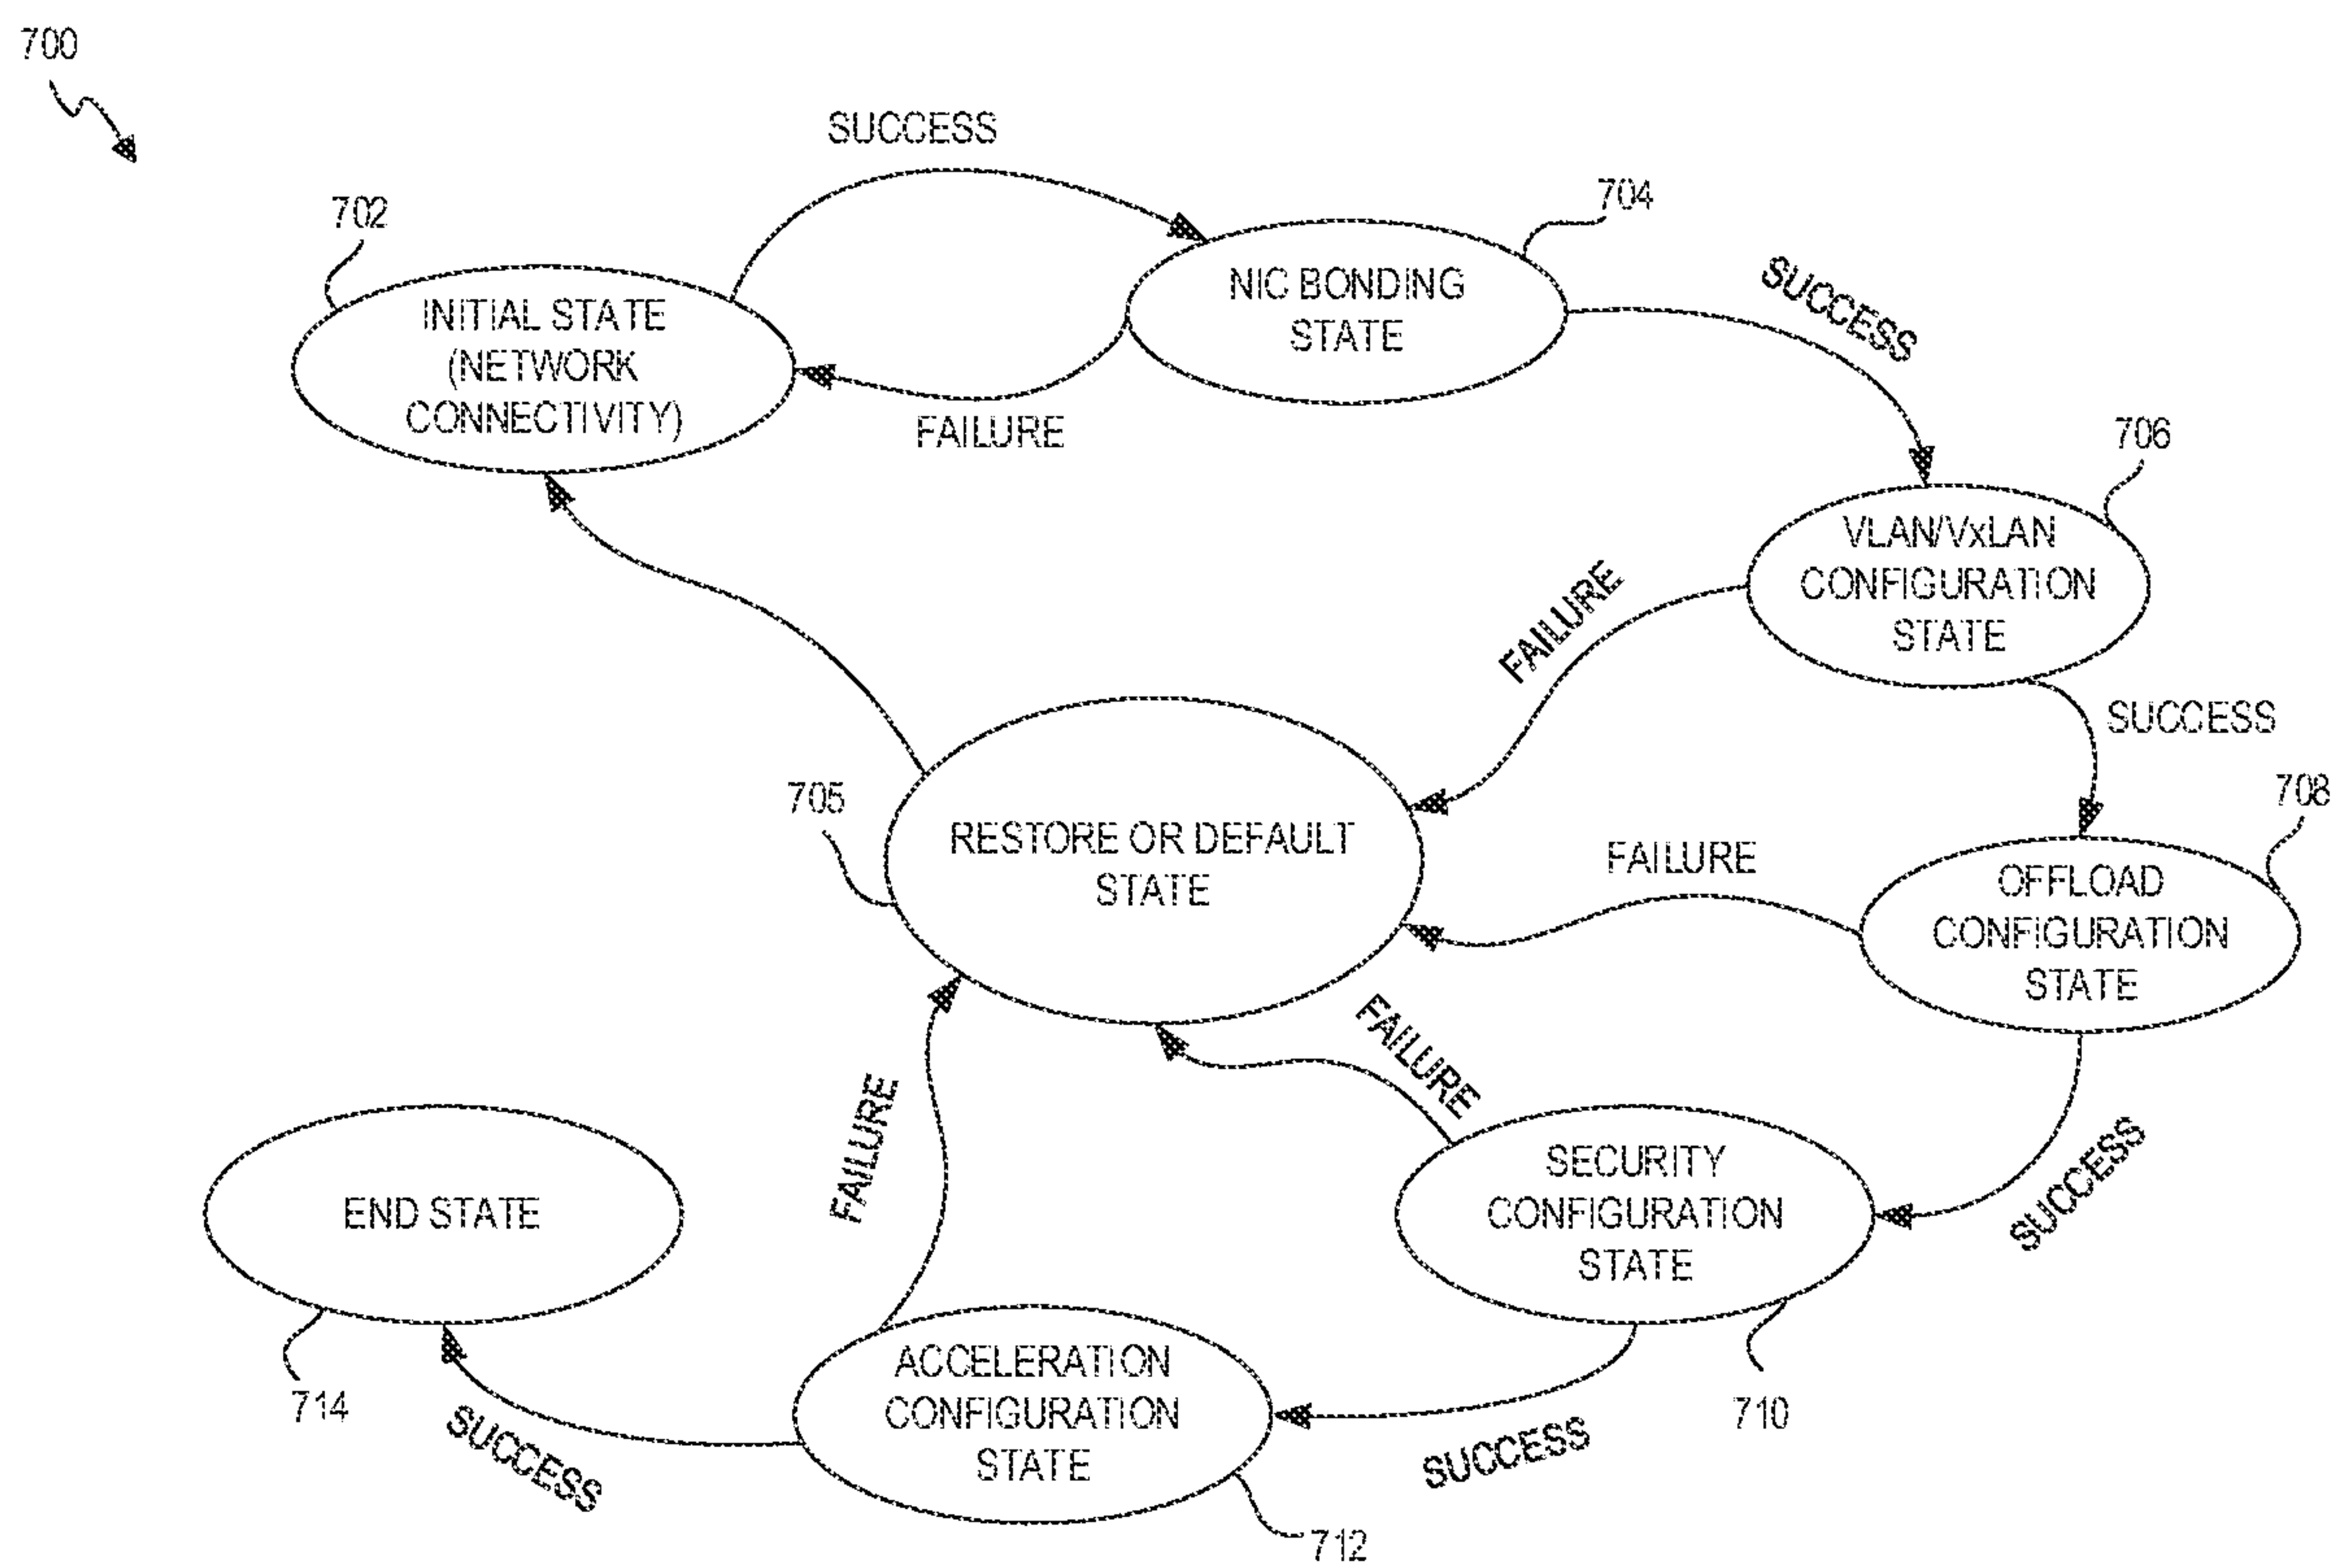 700
SUCCESS
702
704
INITIAL STATE
(NETWORK
CONNECTIVITY)
NIC BONDING
STATE
SUCCESS
FAILURE
706
VLAN/VxLAN
CONFIGURATION
STATE
FAILURE
SUCCESS
705
708
RESTORE OR DEFAULT
STATE
FAILURE
OFFLOAD
CONFIGURATION
STATE
FAILURE
FAILURE
SUCCESS
END STATE
SECURITY
CONFIGURATION
STATE
714
ACCELERATION
CONFIGURATION
STATE
710
SUCCESS
SUCCESS
712